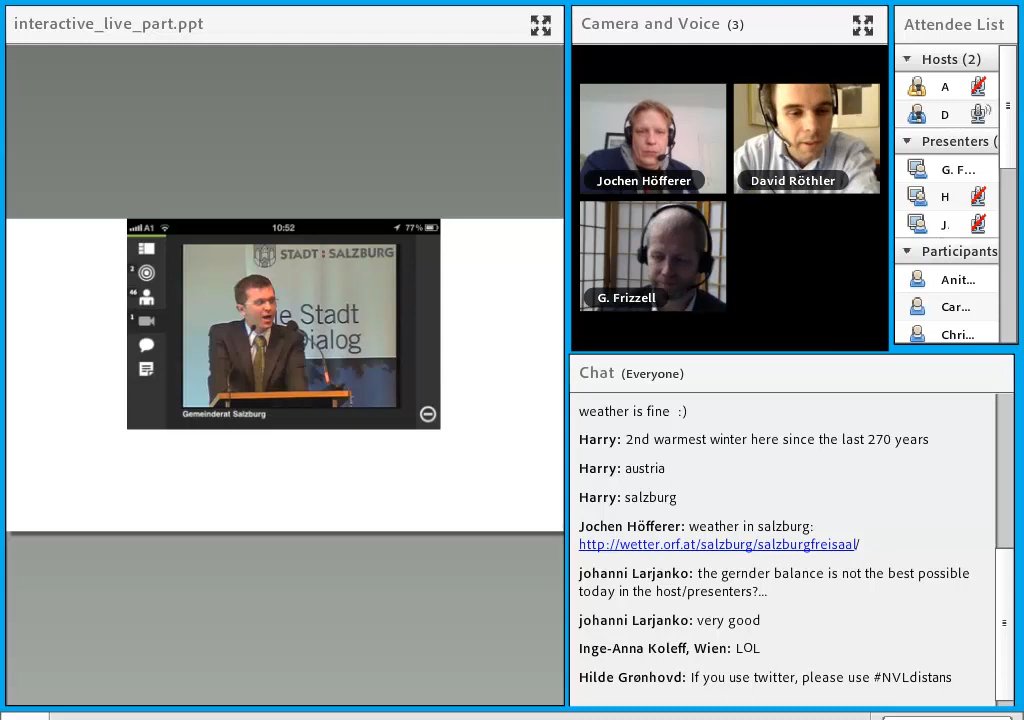 interactive_live_part.ppt
A1
10:52
77%
STADT : SALZBURG
e Stadt
Dialog
2
46
1
Gemeinderat Salzburg
Camera and Voice (3)
Jochen Höfferer
David Röthler
G. Frizzell
Attendee List
Hosts (2)
A
D
Presenters (
G. F...
H
J.
Participants
Anit...
Car...
Chri...
Chat (Everyone)
weather is fine :)
Harry: 2nd warmest winter here since the last 270 years
Harry: austria
Harry: salzburg
Jochen Höfferer: weather in salzburg:
http://wetter.orf.at/salzburg/salzburgfreisaal/
johanni Larjanko: the gernder balance is not the best possible
today in the host/presenters?...
johanni Larjanko: very good
Inge-Anna Koleff, Wien: LOL
Hilde Grønhovd: If you use twitter, please use #NVLdistans